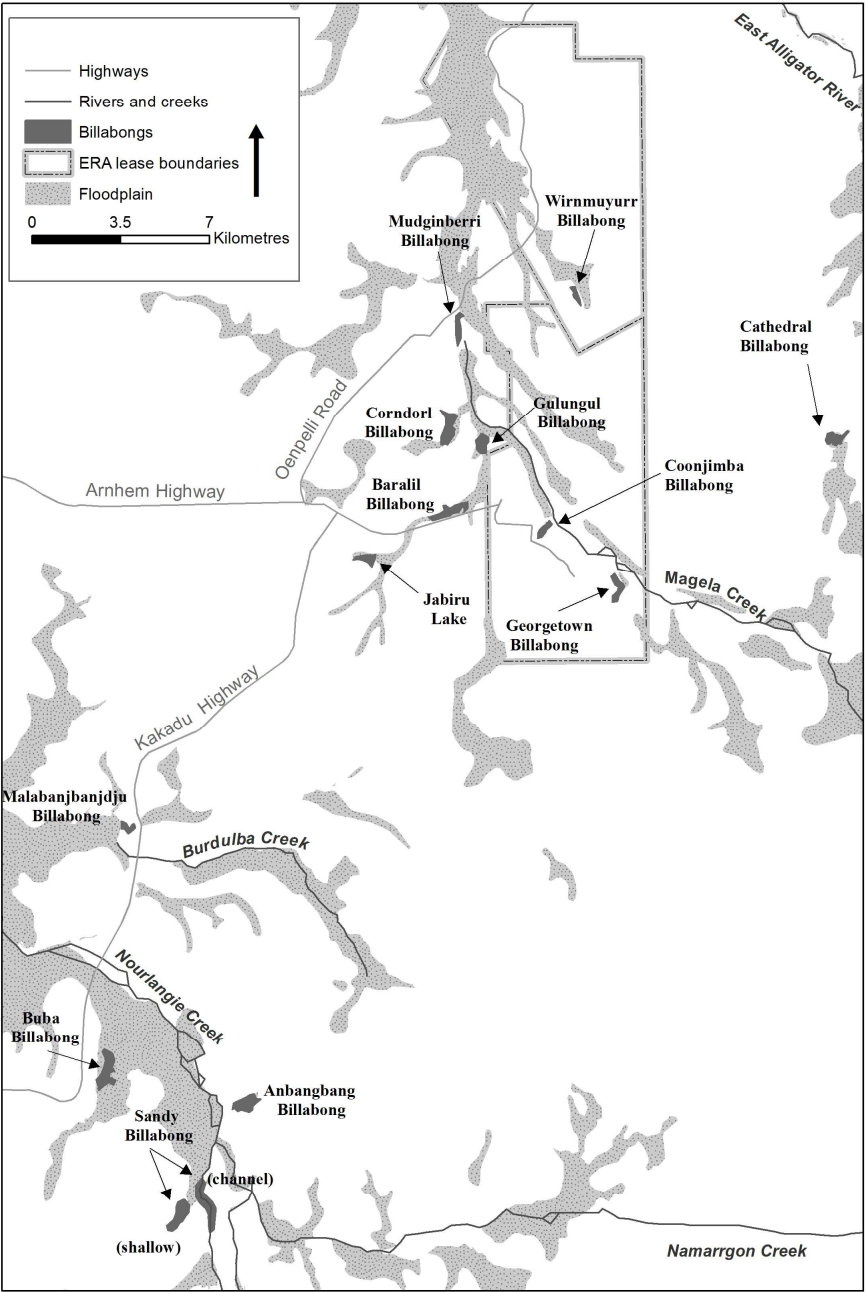 Highways
Rivers and creeks
Billabongs
ERA lease boundaries
Floodplain
0 3.5 7
Kilometres
East Alligator River
Wirnmuyurr
Billabong
Mudginberri
Billabong
Cathedral
Billabong
Oenpelli Road
Corndorl
Billabong
Gulungul
Billabong
Arnhem Highway
Baralil
Billabong
Coonjimba
Billabong
Jabiru
Lake
Georgetown
Billabong
Magela Creek
Kakadu Highway
Malabanjbanjdju
Billabong
Burdulba Creek
Nourlangie Creek
Buba
Billabong
Anbangbang
Billabong
Sandy
Billabong
(channel)
(shallow)
Namarrgon Creek